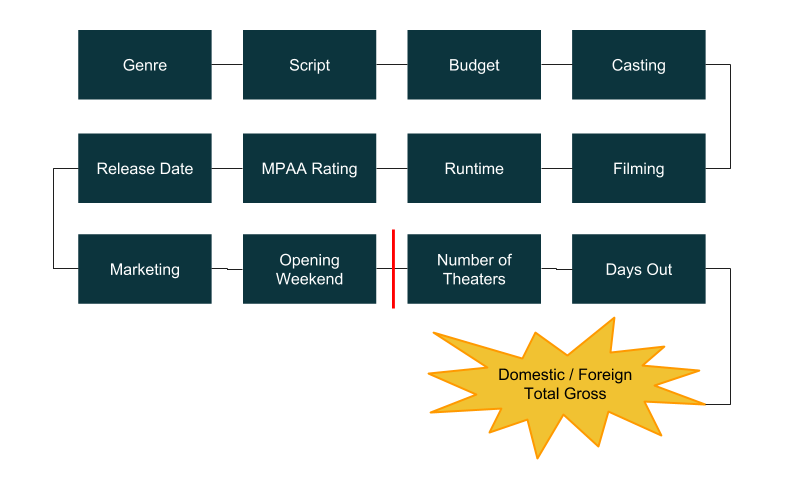 Genre
Script
Budget
Casting
Release Date
MPAA Rating
Runtime
Filming
Marketing
Opening
Weekend
Number of
Theaters
Days Out
Domestic / Foreign
Total Gross